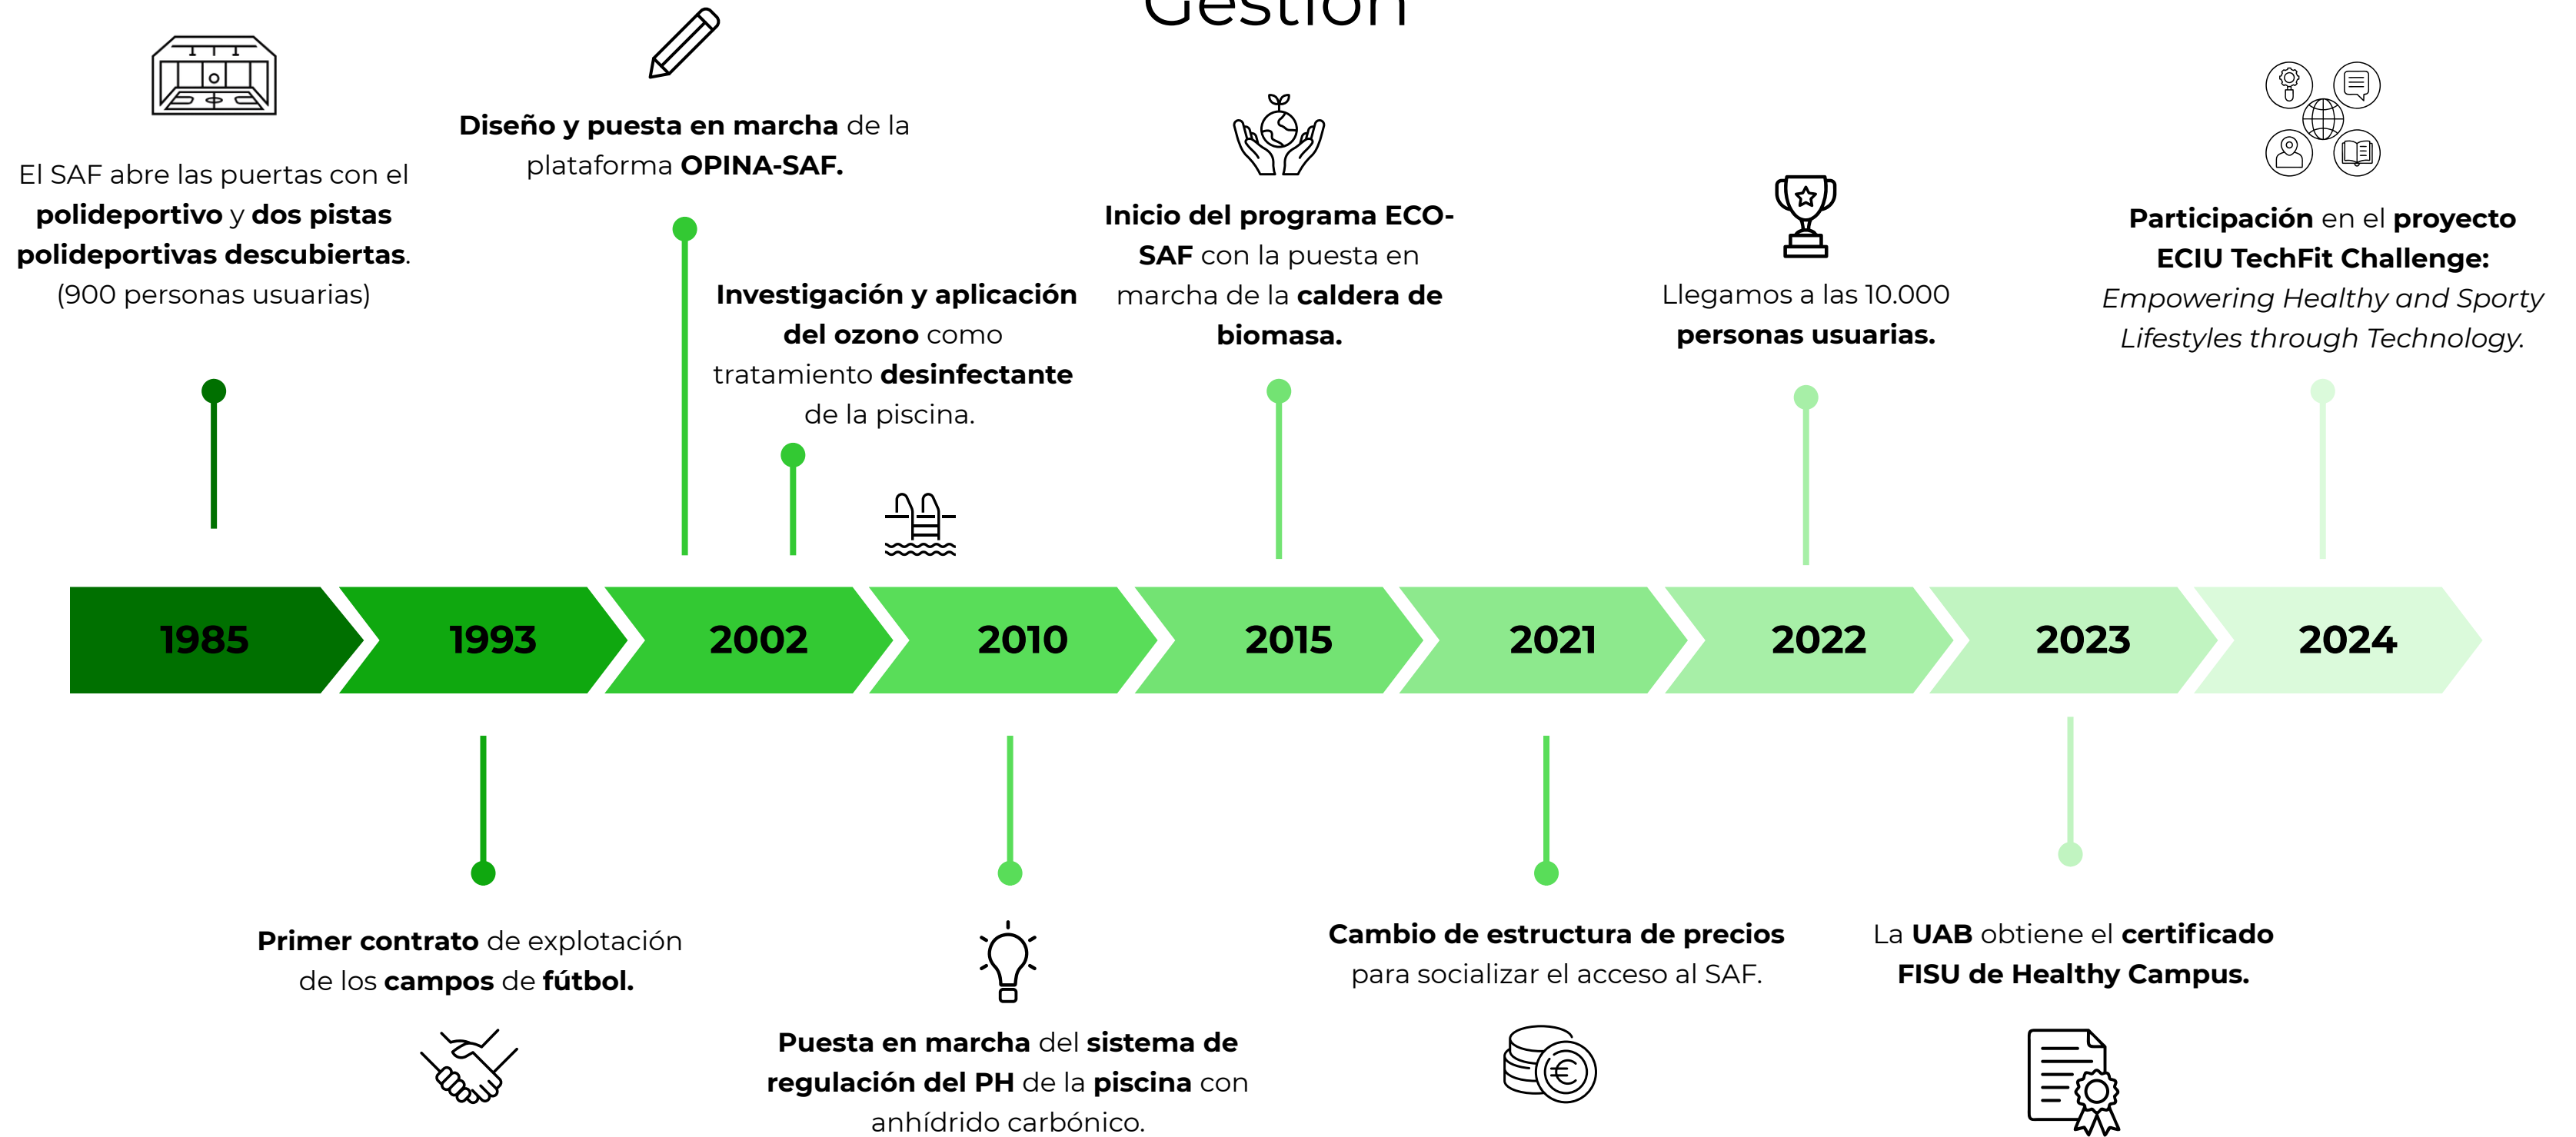 Gestión
El SAF abre las puertas con el
polideportivo y dos pistas
polideportivas descubiertas.
(900 personas usuarias)
Diseño y puesta en marcha de la
plataforma OPINA-SAF.
Investigación y aplicación
del ozono como
tratamiento desinfectante
de la piscina.
Inicio del programa ECO-
SAF con la puesta en
marcha de la caldera de
biomasa.
Llegamos a las 10.000
personas usuarias.
Participación en el proyecto
ECIU TechFit Challenge:
Empowering Healthy and Sporty
Lifestyles through Technology.
1985
1993
2002
2010
2015
2021
2022
2023
2024
Primer contrato de explotación
de los campos de fútbol.
Puesta en marcha del sistema de
regulación del PH de la piscina con
anhídrido carbónico.
Cambio de estructura de precios
para socializar el acceso al SAF.
La UAB obtiene el certificado
FISU de Healthy Campus.